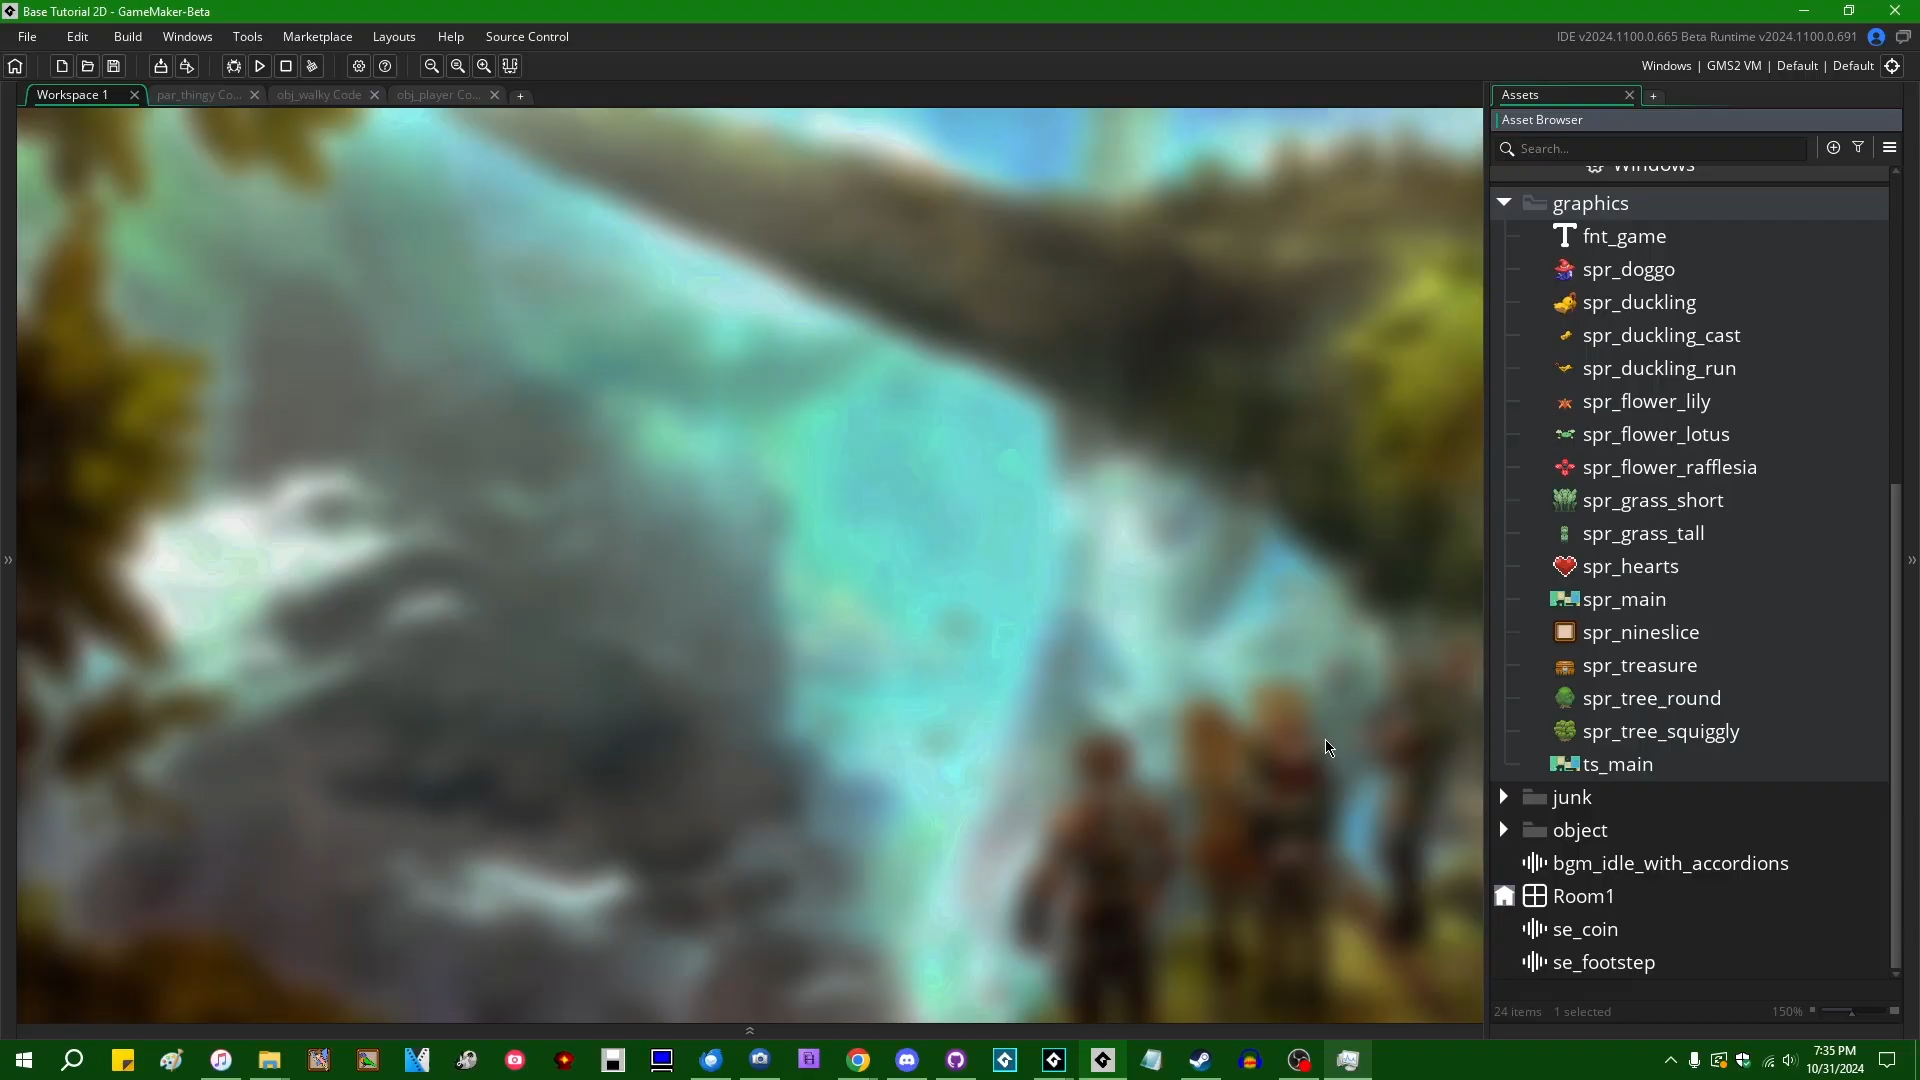 Base Tutorial 2D - GameMaker-Beta
File Edit Build Windows Tools Marketplace Layouts Help Source Control
IDE v2024.1100.0.665 Beta Runtime v2024.1100.0.691
Windows | GMS2 VM | Default | Default
Workspace 1 par_thingy Co... obj_walky Code obj_player Co...
Assets
Asset Browser
Search...
Windows
graphics
fnt_game
spr_doggo
spr_duckling
spr_duckling_cast
spr_duckling_run
spr_flower_lily
spr_flower_lotus
spr_flower_rafflesia
spr_grass_short
spr_grass_tall
spr_hearts
spr_main
spr_nineslice
spr_treasure
spr_tree_round
spr_tree_squiggly
ts_main
junk
object
bgm_idle_with_accordions
Room1
se_coin
se_footstep
24 items 1 selected 150%
7:35 PM
10/31/2024